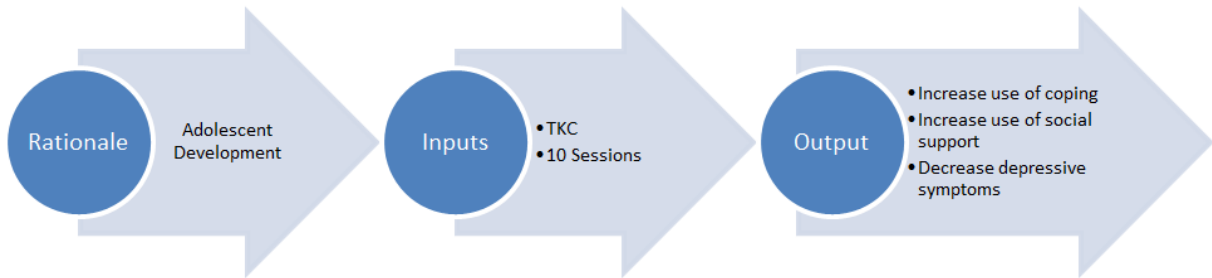 Rationale
Adolescent
Development
Inputs
•TKC
•10 Sessions
Output
•Increase use of coping
•Increase use of social
support
•Decrease depressive
symptoms